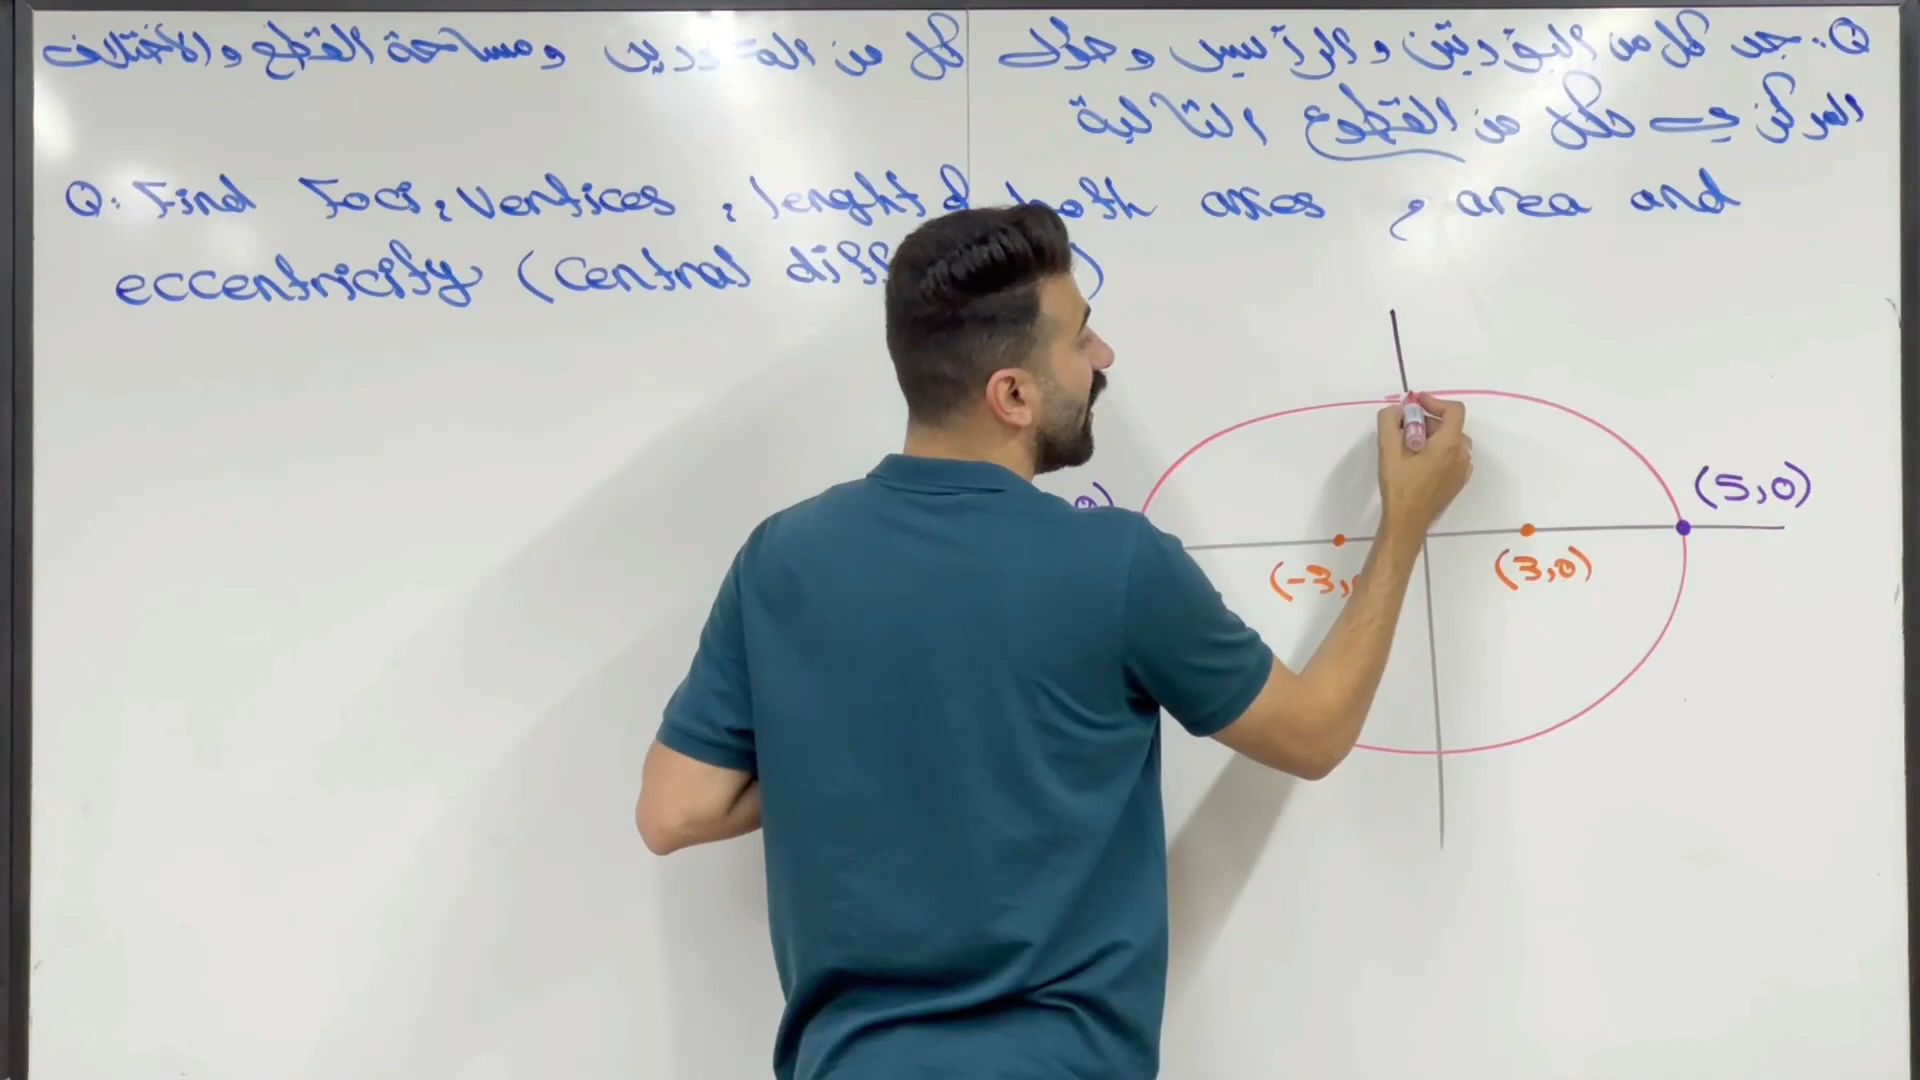 Q: جد كل من البؤرتين والرأسين وطول كل من المحورين ومساحة القطع والاختلاف
المركزي لكل من القطوع التالية
Q: Find Foci, Vertices, lenght of both axes, area and
eccentricity (Central diff )
(5,0)
(-3,
(3,0)